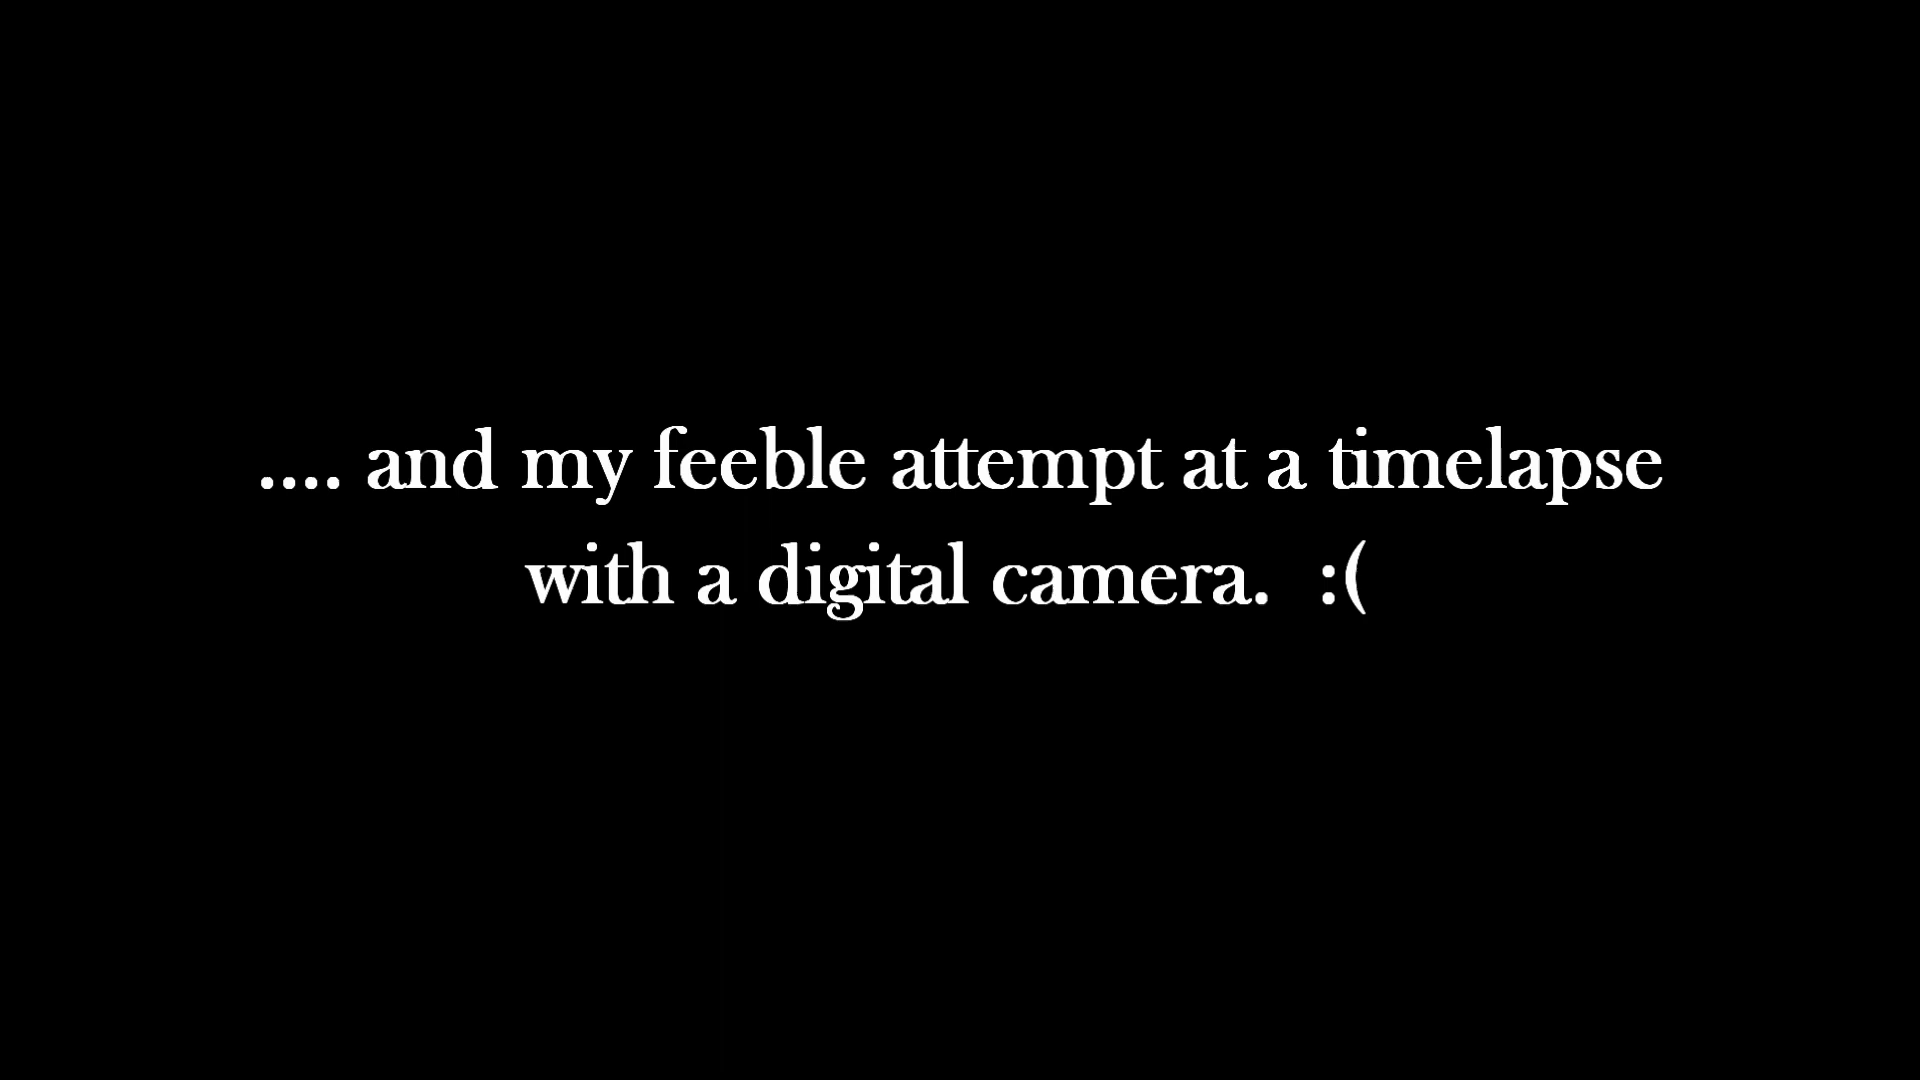 .... and my feeble attempt at a timelapse
with a digital camera.  :(